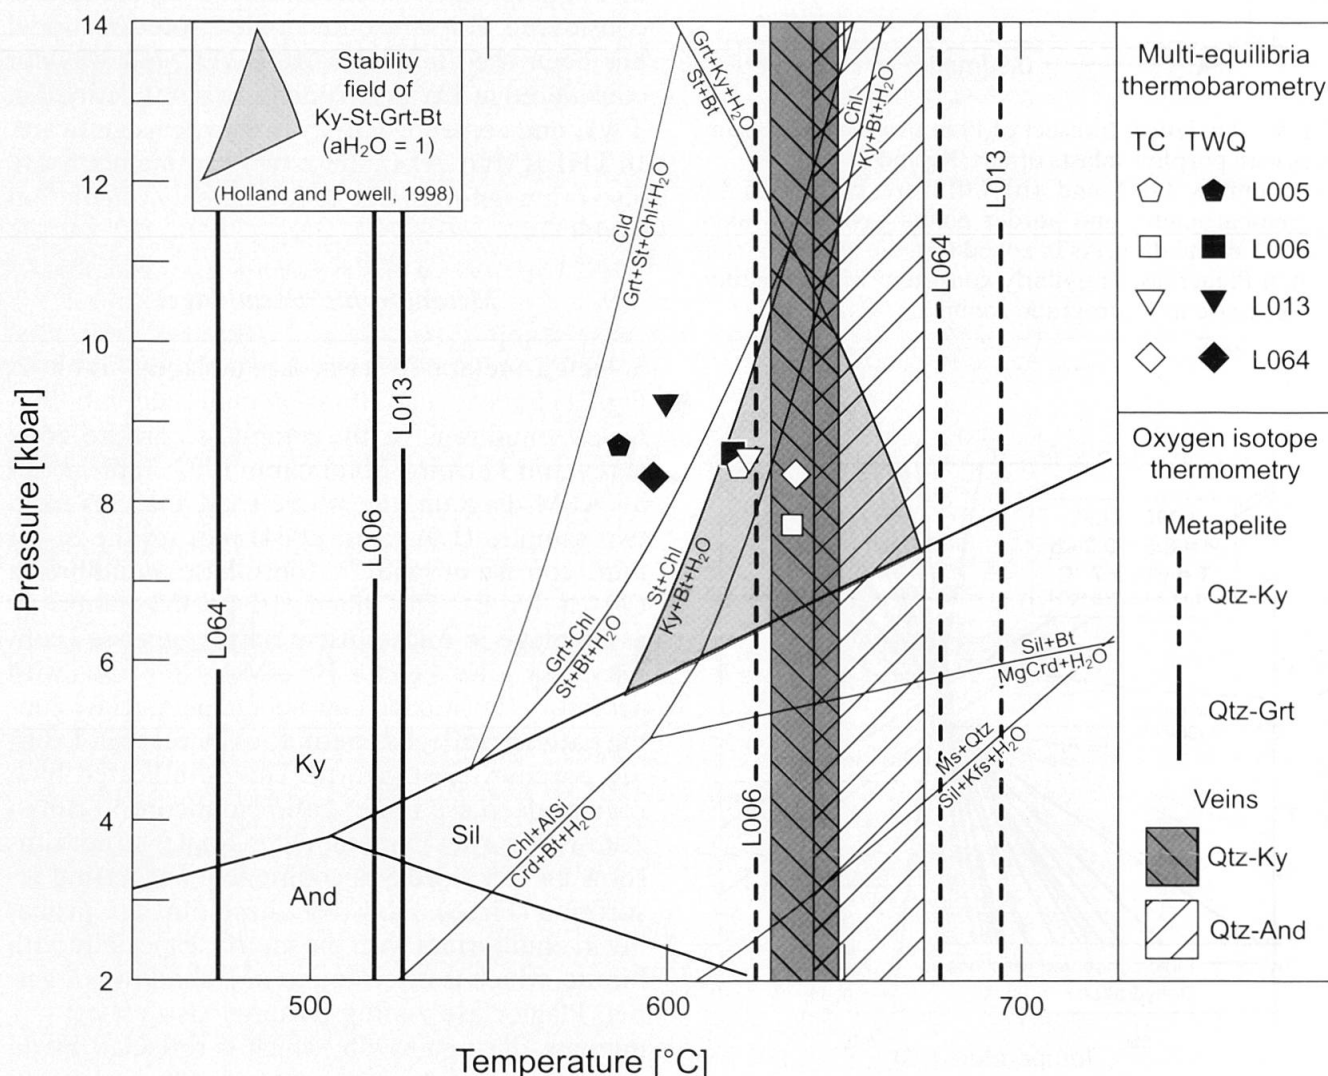 14
12
10
8
6
4
2
Pressure [kbar]
500
600
700
Temperature [°C]
Stability
field of
Ky-St-Grt-Bt
(aH₂O = 1)
(Holland and Powell, 1998)
L064
L006
L013
Cld
Grt+St+Chl+H₂O
Grt+Ky+H₂O
St+Bt
Chl
Ky+Bt+H₂O
L013
L064
Grt+Chl
St+Bt+H₂O
St+Chl
Ky+Bt+H₂O
L006
Ky
Sil
And
Chl+AlSi
Crd+Bt+H₂O
Sil+Bt
MgCrd+H₂O
Ms+Qtz
Sil+Kfs+H₂O
Multi-equilibria
thermobarometry
TC TWQ
L005
L006
L013
L064
Oxygen isotope
thermometry
Metapelite
Qtz-Ky
Qtz-Grt
Veins
Qtz-Ky
Qtz-And